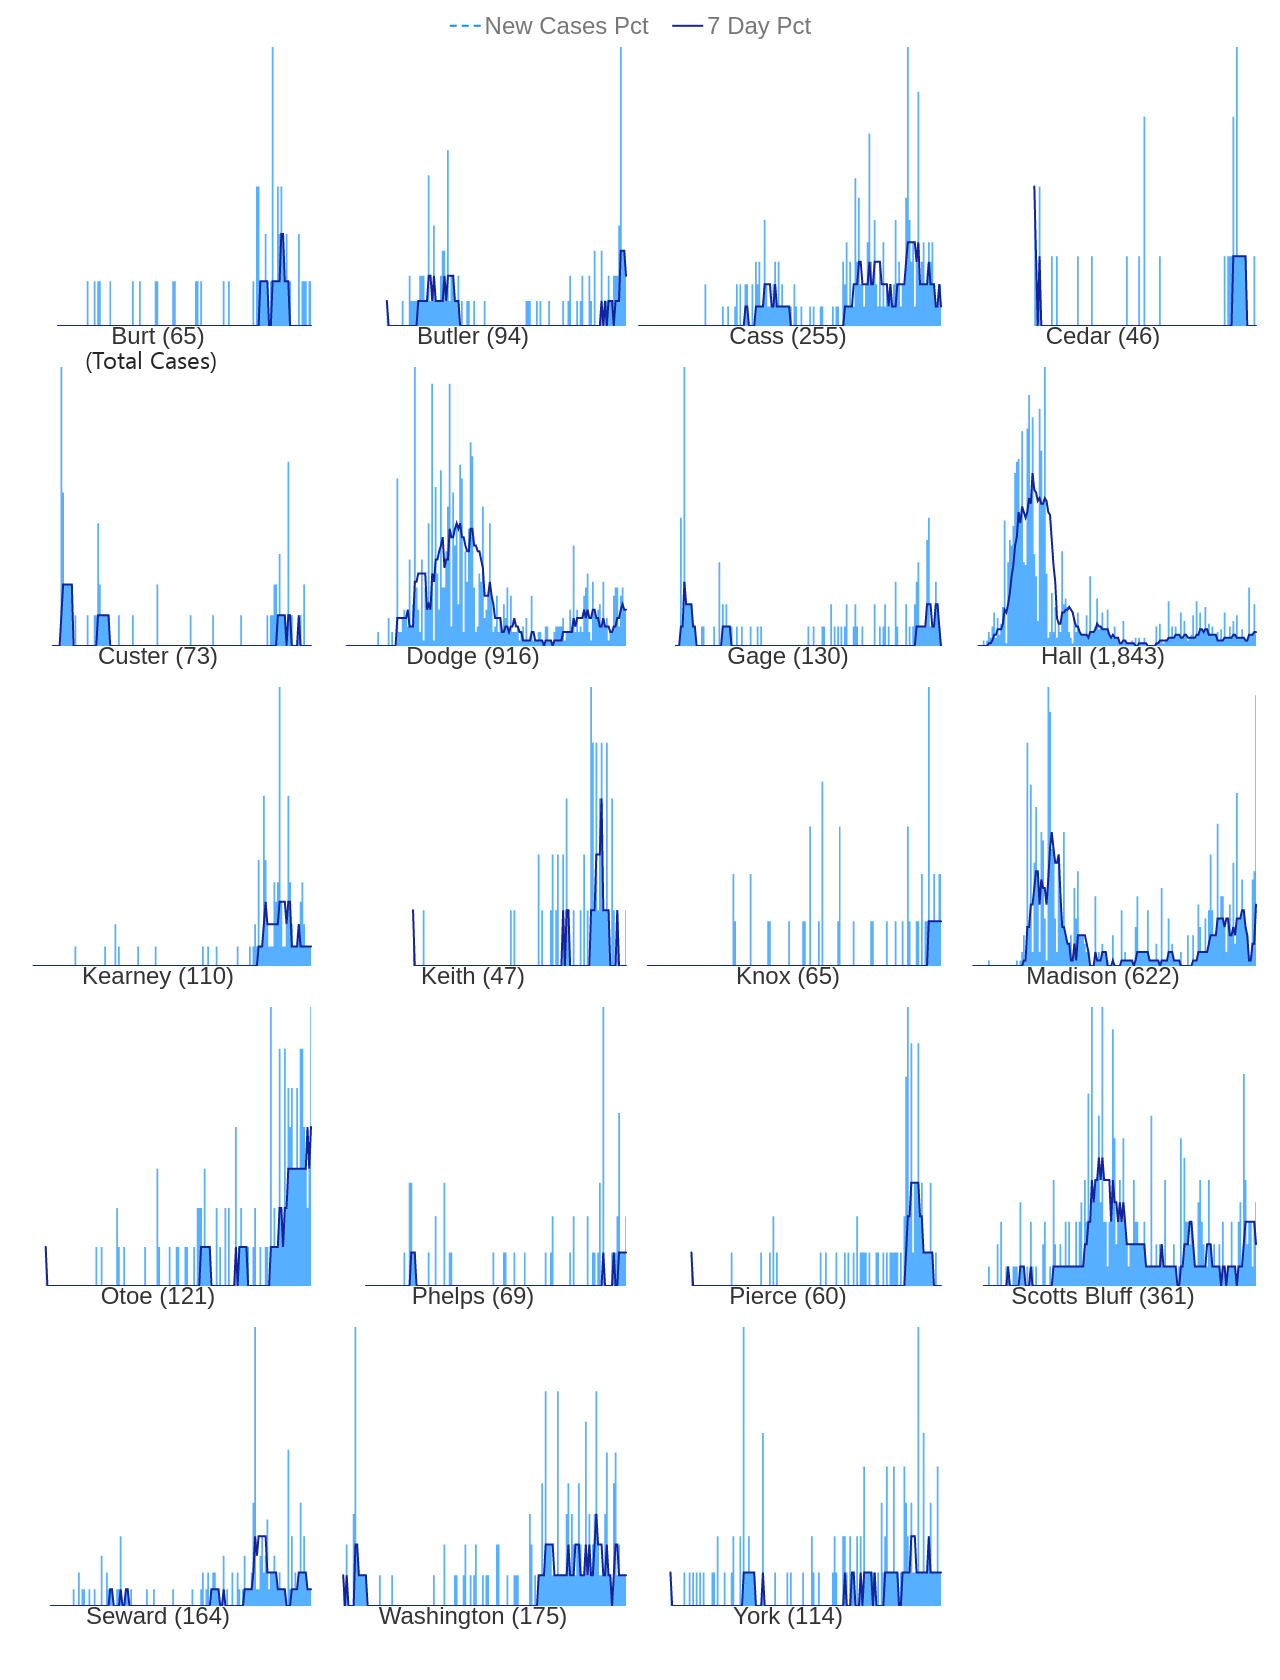 New Cases Pct 7 Day Pct
Burt (65) Butler (94) Cass (255) Cedar (46)
(Total Cases)
Custer (73) Dodge (916) Gage (130) Hall (1,843)
Kearney (110) Keith (47) Knox (65) Madison (622)
Otoe (121) Phelps (69) Pierce (60) Scotts Bluff (361)
Seward (164) Washington (175) York (114)